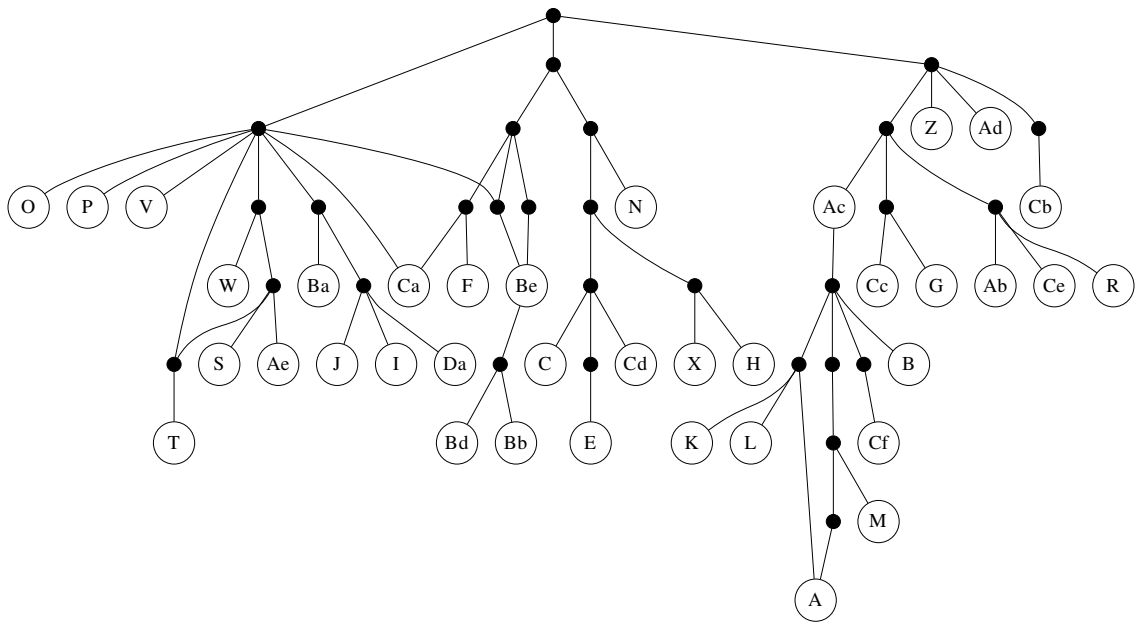 Z Ad
O P V N Ac Cb
W Ba Ca F Be Cc G Ab Ce R
S Ae J I Da C Cd X H B
T Bd Bb E K L Cf
M
A